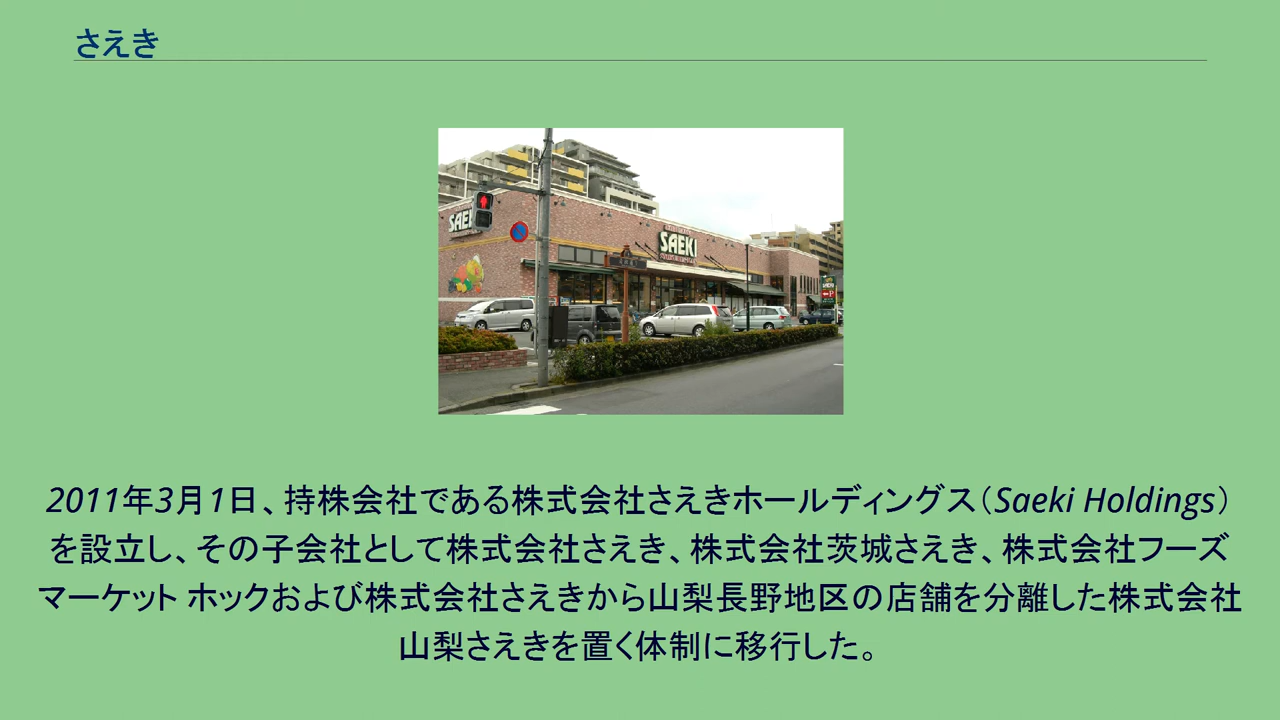 さえき
SAEKI
2011年3月1日、持株会社である株式会社さえきホールディングス（Saeki Holdings）
を設立し、その子会社として株式会社さえき、株式会社茨城さえき、株式会社フーズ
マーケット ホックおよび株式会社さえきから山梨長野地区の店舗を分離した株式会社
山梨さえきを置く体制に移行した。